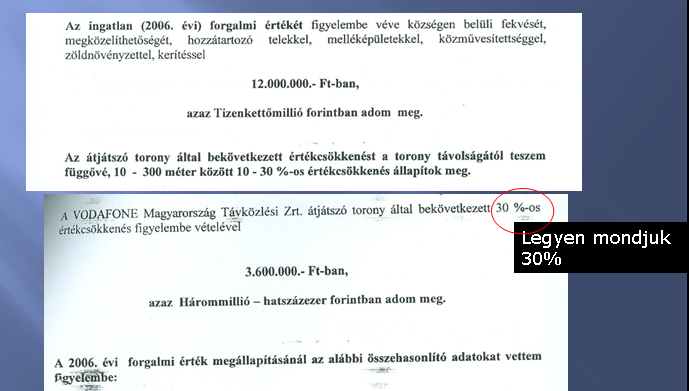 Az ingatlan (2006. évi) forgalmi értékét figyelembe véve községen belüli fekvését,
megközelíthetőségét, hozzátartozó telekkel, melléképületekkel, közművesítettséggel,
zöldnövényzettel, kerítéssel
12.000.000.- Ft-ban,
azaz Tizenkettőmillió forintban adom meg.
Az átjátszó torony által bekövetkezett értékcsökkenést a torony távolságától teszem
függővé, 10 - 300 méter között 10 - 30 %-os értékcsökkenés állapítok meg.
A VODAFONE Magyarország Távközlési Zrt. átjátszó torony által bekövetkezett 30 %-os
értékcsökkenés figyelembe vételével
Legyen mondjuk
30%
3.600.000.- Ft-ban,
azaz Hárommillió – hatszázezer forintban adom meg.
A 2006. évi forgalmi érték megállapításánál az alábbi összehasonlító adatokat vettem
figyelembe: